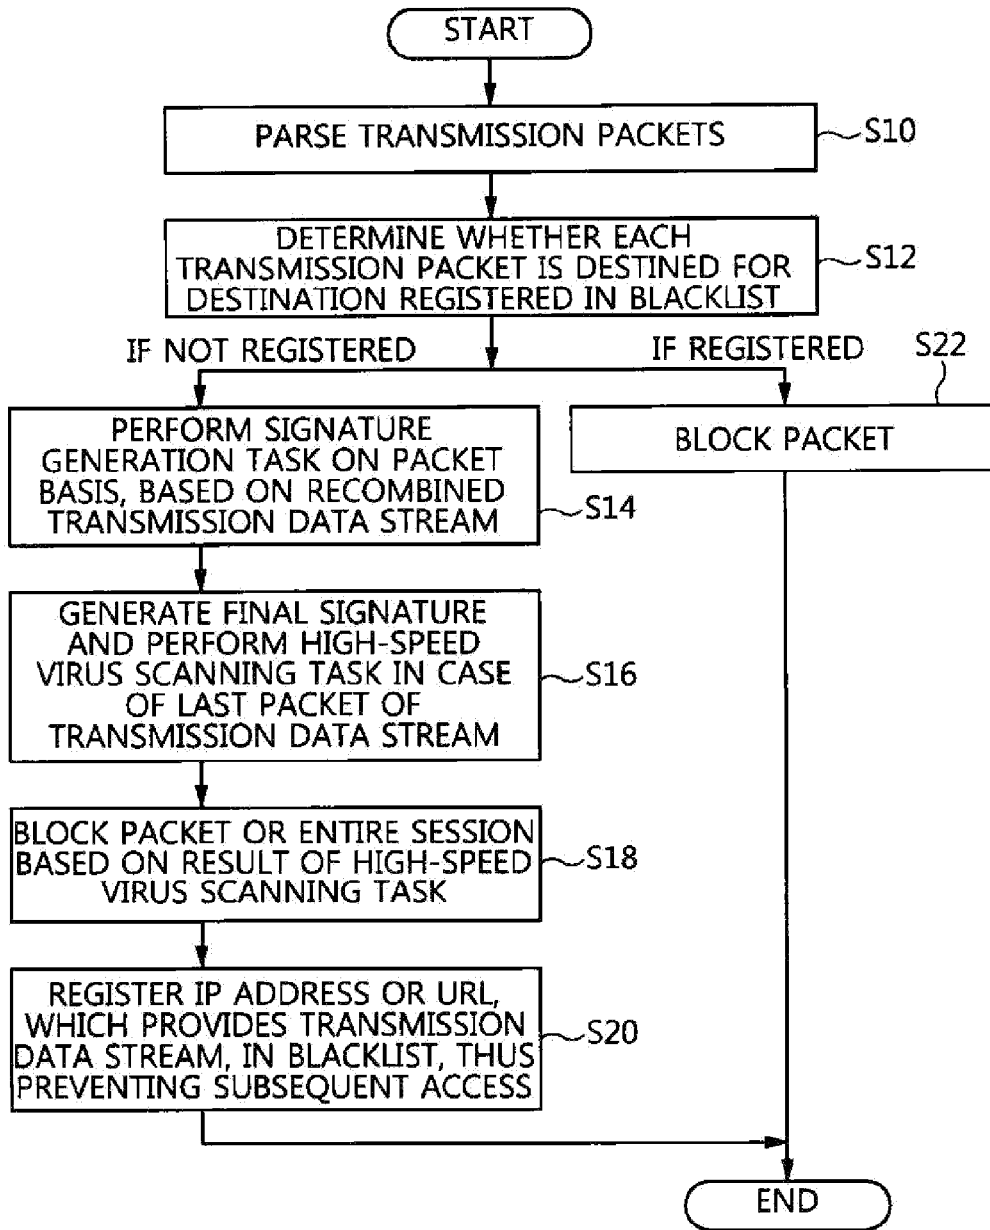 START
PARSE TRANSMISSION PACKETS
S10
DETERMINE WHETHER EACH
TRANSMISSION PACKET IS DESTINED FOR
DESTINATION REGISTERED IN BLACKLIST
S12
IF NOT REGISTERED
IF REGISTERED
S22
PERFORM SIGNATURE
GENERATION TASK ON PACKET
BASIS, BASED ON RECOMBINED
TRANSMISSION DATA STREAM
S14
BLOCK PACKET
GENERATE FINAL SIGNATURE
AND PERFORM HIGH-SPEED
VIRUS SCANNING TASK IN CASE
OF LAST PACKET OF
TRANSMISSION DATA STREAM
S16
BLOCK PACKET OR ENTIRE SESSION
BASED ON RESULT OF HIGH-SPEED
VIRUS SCANNING TASK
S18
REGISTER IP ADDRESS OR URL,
WHICH PROVIDES TRANSMISSION
DATA STREAM, IN BLACKLIST, THUS
PREVENTING SUBSEQUENT ACCESS
S20
END